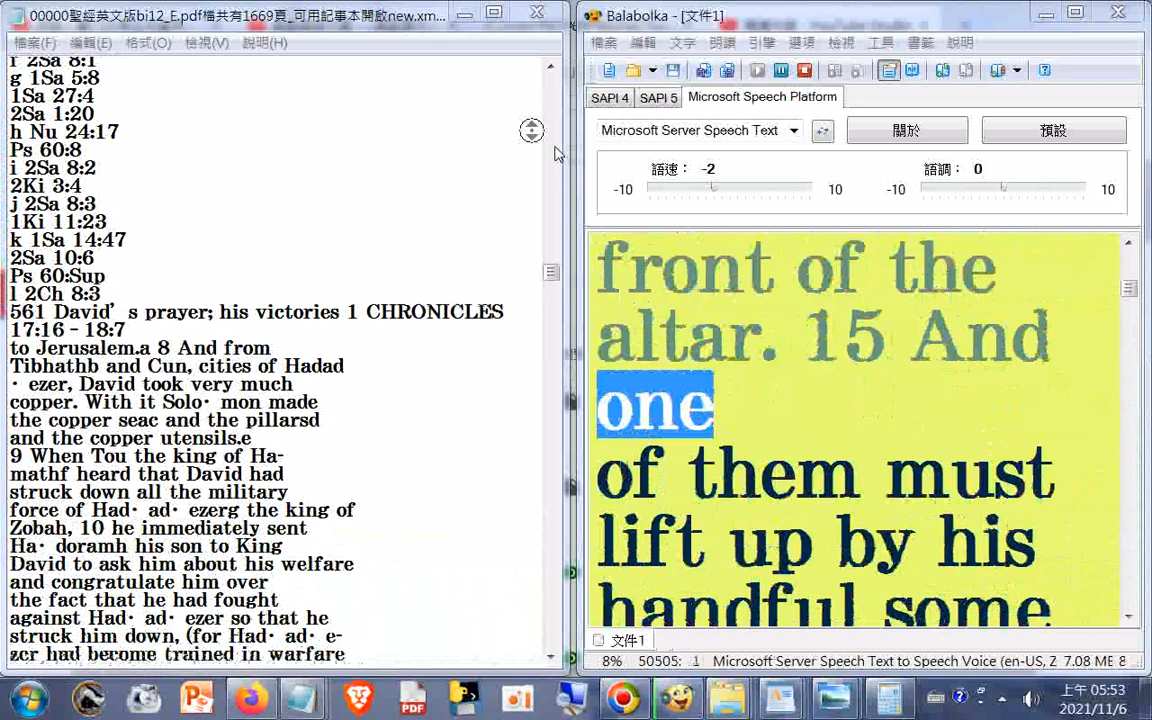 00000聖經英文版bi12_E.pdf檔共有1669頁_可用記事本開啟new.xm...
檔案(F) 編輯(E) 格式(O) 檢視(V) 說明(H)
r 2Sa 8:1
g 1Sa 5:8
1Sa 27:4
2Sa 1:20
h Nu 24:17
Ps 60:8
i 2Sa 8:2
2Ki 3:4
j 2Sa 8:3
1Ki 11:23
k 1Sa 14:47
2Sa 10:6
Ps 60:Sup
l 2Ch 8:3
561 David’s prayer; his victories 1 CHRONICLES
17:16–18:7
to Jerusalem.a 8 And from
Tibhathb and Cun, cities of Hadad
·ezer, David took very much
copper. With it Solo·mon made
the copper seac and the pillarsd
and the copper utensils.e
9 When Tou the king of Ha-
mathf heard that David had
struck down all the military
force of Had·ad·ezerg the king of
Zobah, 10 he immediately sent
Ha·doramh his son to King
David to ask him about his welfare
and congratulate him over
the fact that he had fought
against Had·ad·ezer so that he
struck him down, (for Had·ad·e-
zer had become trained in warfare
Balabolka - [文件1]
檔案 編輯 文字 朗讀 引擎 選項 檢視 工具 書籤 說明
SAPI 4 SAPI 5 Microsoft Speech Platform
Microsoft Server Speech Text 關於 預設
語速： -2 語調： 0
-10 10 -10 10
front of the
altar. 15 And
one
of them must
lift up by his
handful some
文件1
8% 50505: 1 Microsoft Server Speech Text to Speech Voice (en-US, Z 7.08 ME 8
PDF
上午 05:53
2021/11/6